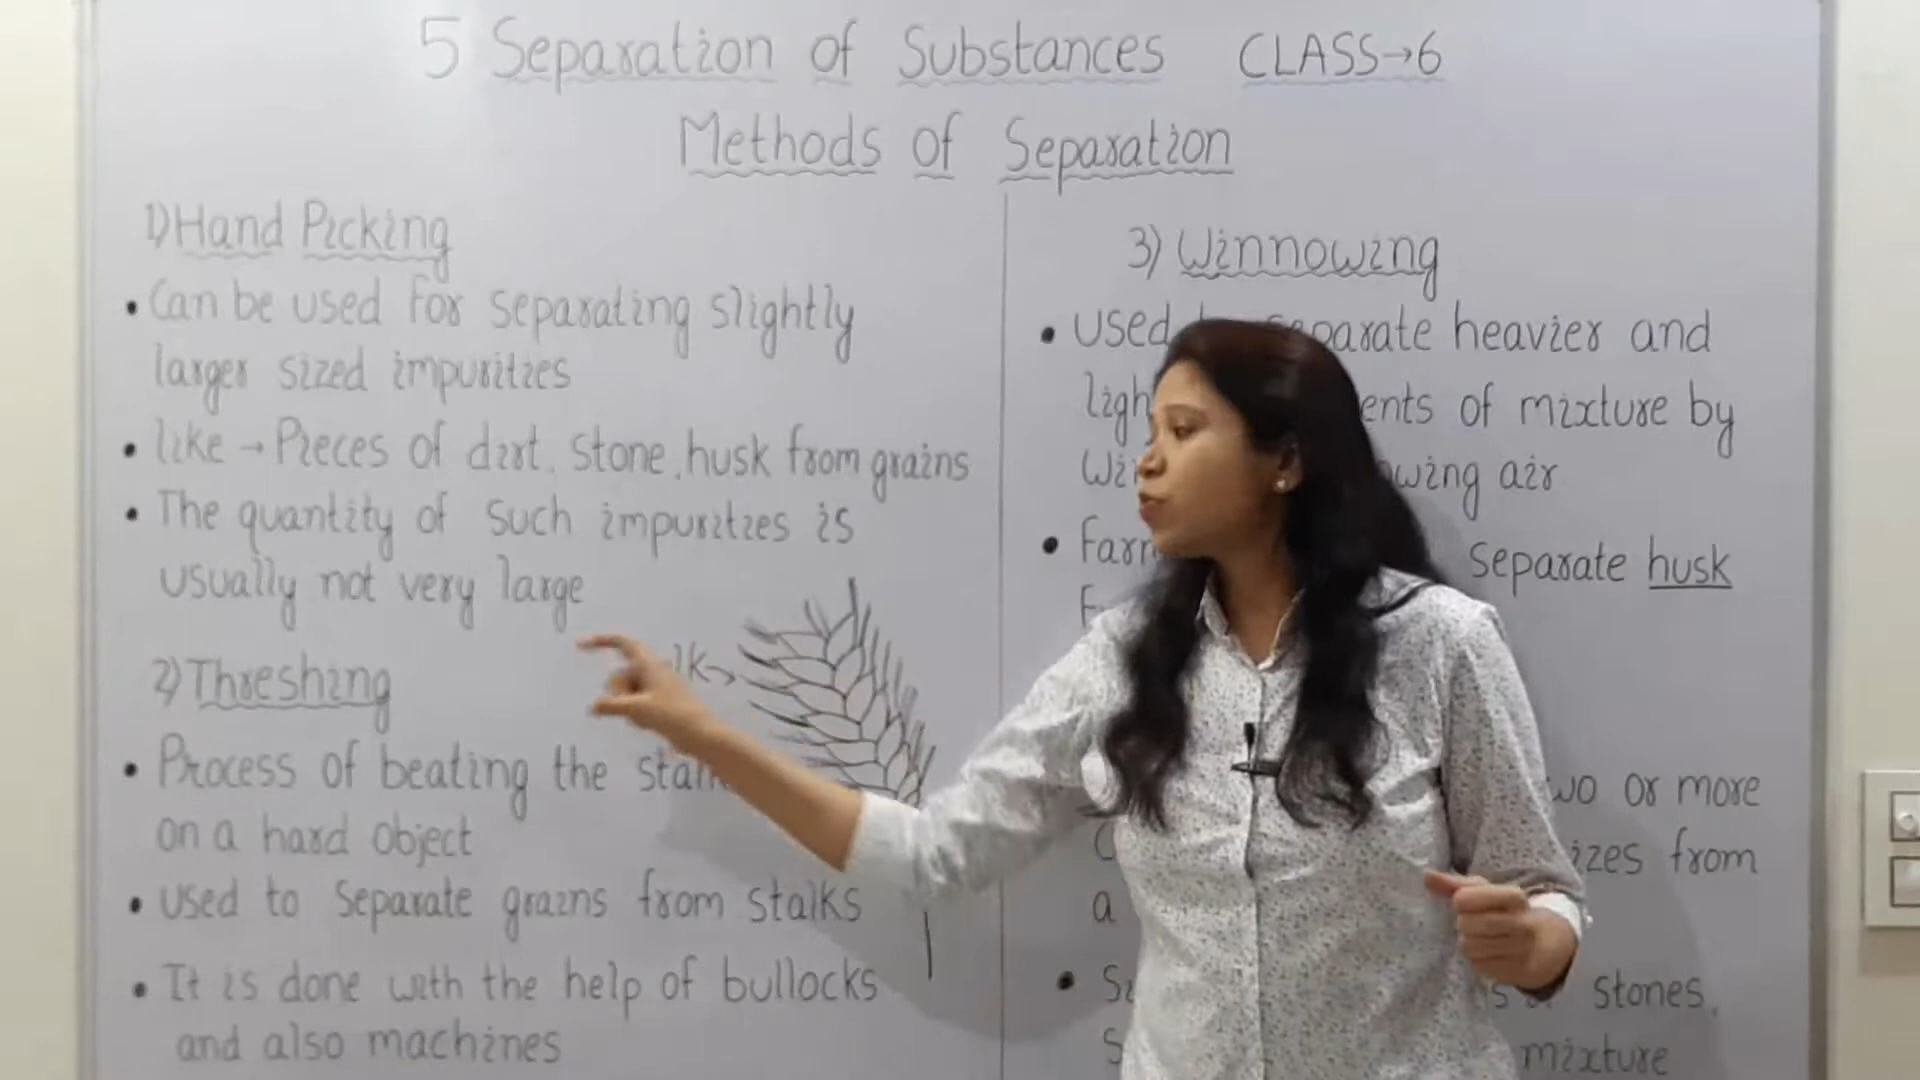 5 Separation of Substances CLASS→6
Methods of Separation
1) Hand Picking
• Can be used for separating slightly
larger sized impurities
• like → Pieces of dirt, stone, husk from grains
• The quantity of such impurities is
usually not very large
2) Threshing
• Process of beating the
on a hard object
• used to separate grains from stalks
• It is done with the help of bullocks
and also machines
3) Winnowing
• used separate heavier and
of mixture by
air
• separate husk
or more
from
a
• stones,
mixture